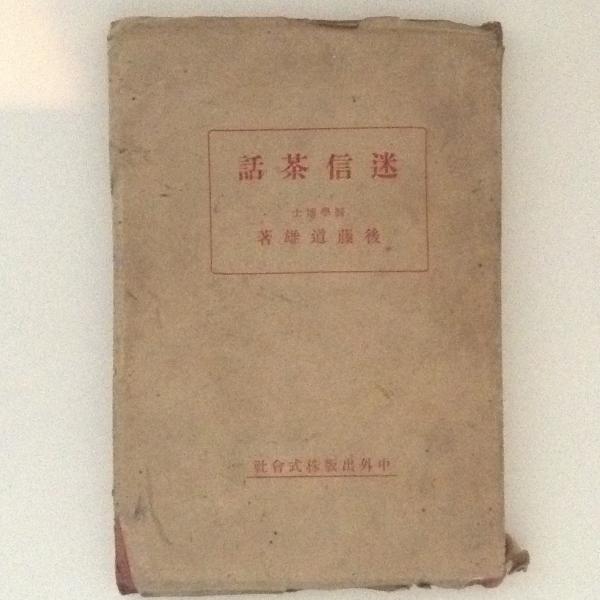 迷信茶話
醫學博士
後藤道雄著
中外出版株式會社